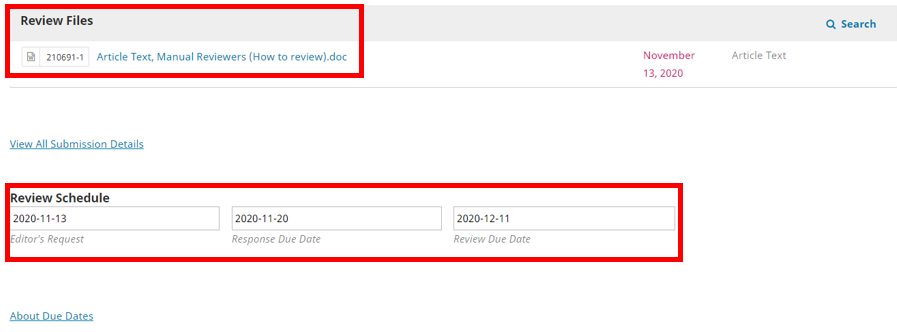 Review Files
Search
210691-1 Article Text, Manual Reviewers (How to review).doc
November 13, 2020
Article Text
View All Submission Details
Review Schedule
2020-11-13 2020-11-20 2020-12-11
Editor's Request Response Due Date Review Due Date
About Due Dates